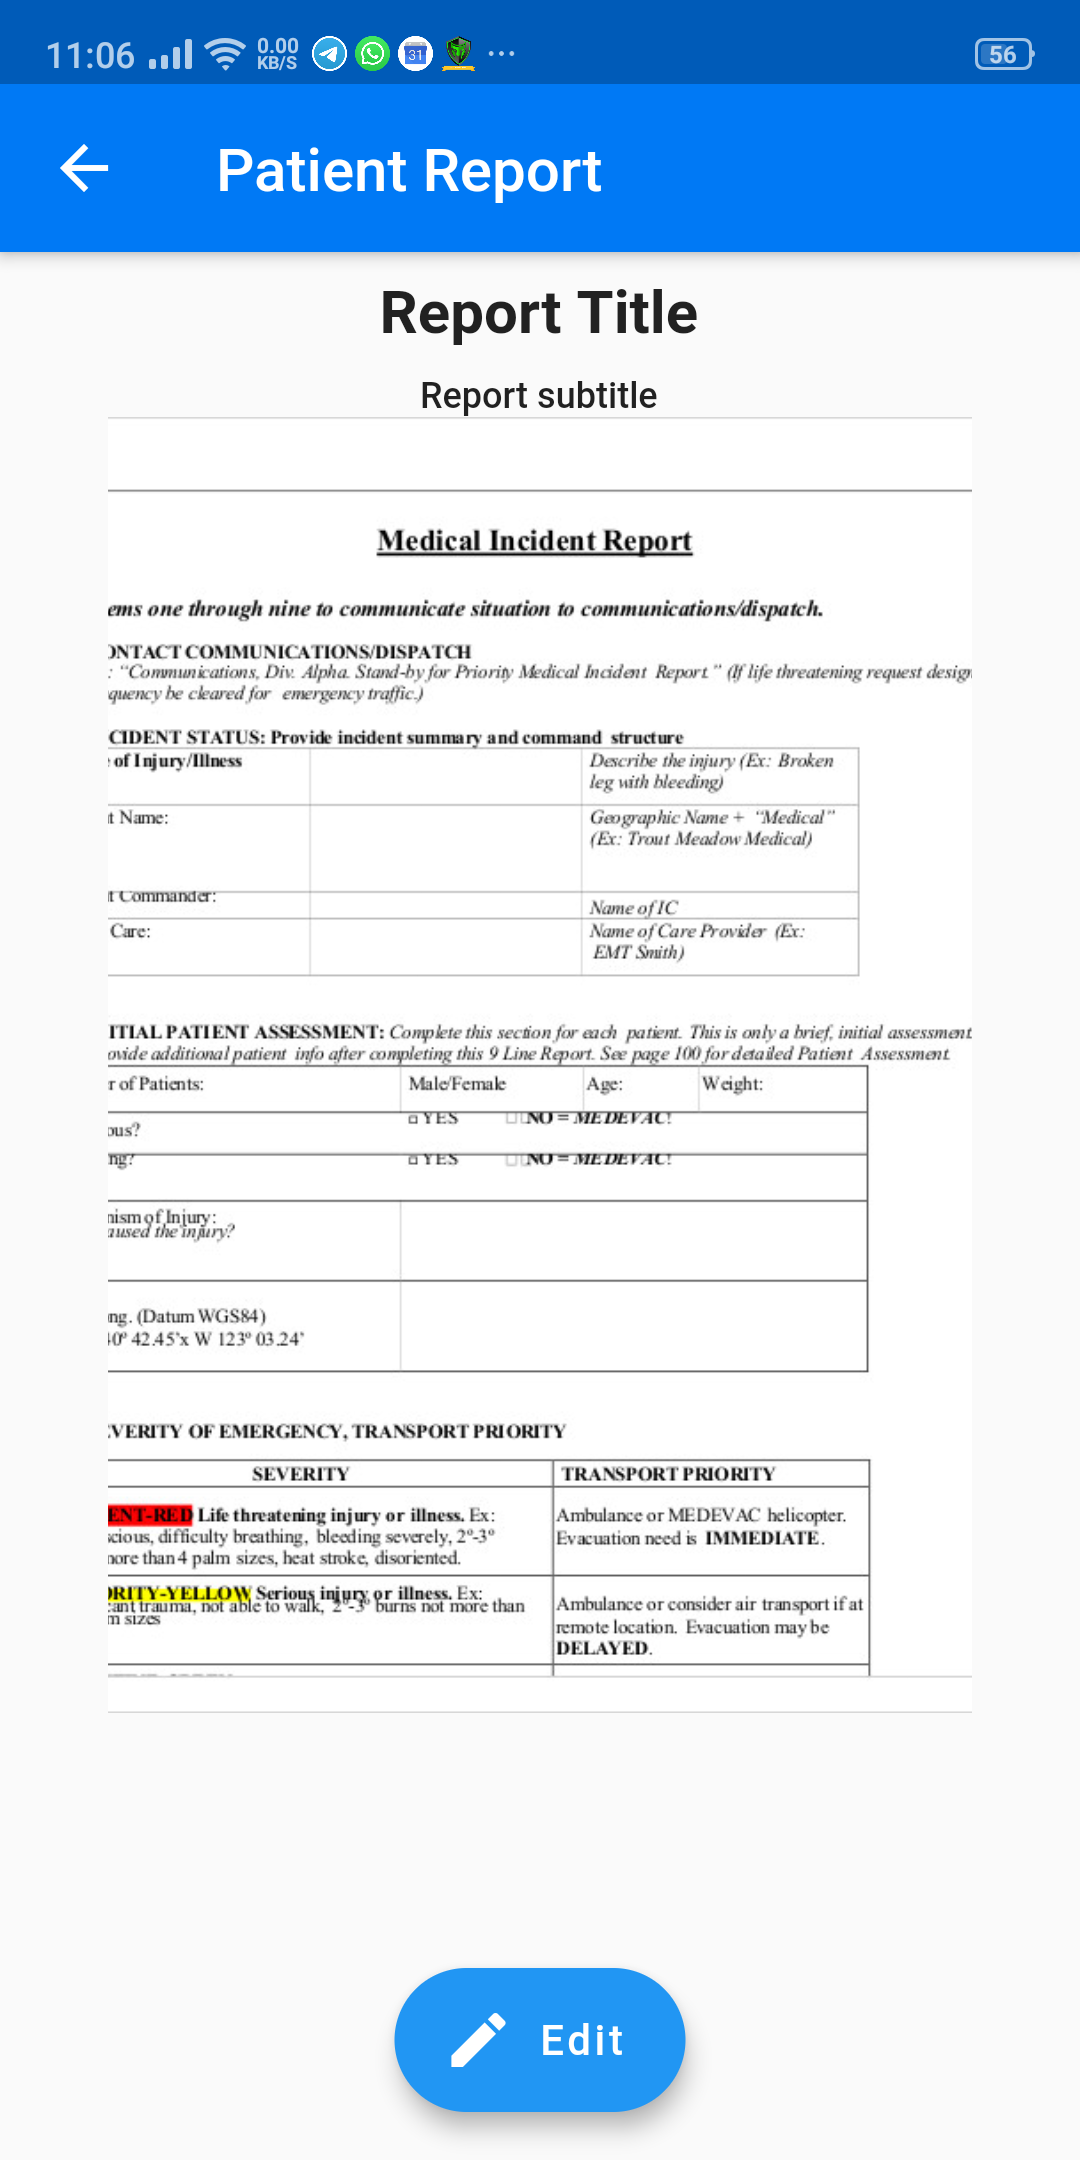 11:06 0.00 KB/S 31 ... 56
Patient Report
Report Title
Report subtitle
Medical Incident Report
ems one through nine to communicate situation to communications/dispatch.
ONTACT COMMUNICATIONS/DISPATCH
: “Communications, Div. Alpha. Stand-by for Priority Medical Incident Report.” (If life threatening request design
quency be cleared for emergency traffic.)
CIDENT STATUS: Provide incident summary and command structure
of Injury/Illness
Describe the injury (Ex: Broken
leg with bleeding)
t Name:
Geographic Name + “Medical”
(Ex: Trout Meadow Medical)
t Commander:
Name of IC
Care:
Name of Care Provider (Ex:
EMT Smith)
ITIAL PATIENT ASSESSMENT: Complete this section for each patient. This is only a brief, initial assessment
ovide additional patient info after completing this 9 Line Report. See page 100 for detailed Patient Assessment.
r of Patients: Male/Female Age: Weight:
ous? □ YES □ □ NO = MEDEVAC!
ng? □ YES □ □ NO = MEDEVAC!
nism of Injury:
aused the injury?
ng. (Datum WGS84)
40° 42.45'x W 123° 03.24'
VERITY OF EMERGENCY, TRANSPORT PRIORITY
SEVERITY TRANSPORT PRIORITY
ENT-RED Life threatening injury or illness. Ex:
scious, difficulty breathing, bleeding severely, 2°-3°
more than 4 palm sizes, heat stroke, disoriented.
Ambulance or MEDEVAC helicopter.
Evacuation need is IMMEDIATE.
ORITY-YELLOW Serious injury or illness. Ex:
cant trauma, not able to walk, 2°-3° burns not more than
m sizes
Ambulance or consider air transport if at
remote location. Evacuation may be
DELAYED.
Edit